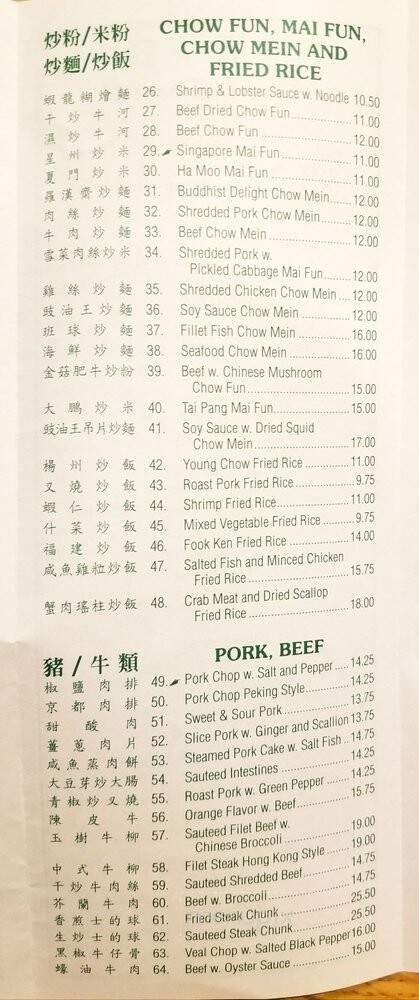 炒粉/米粉 CHOW FUN, MAI FUN,
炒麵/炒飯 CHOW MEIN AND
FRIED RICE
蝦龍糊燴麵 26. Shrimp & Lobster Sauce w. Noodle 10.50
干炒牛河 27. Beef Dried Chow Fun 11.00
濕炒牛河 28. Beef Chow Fun 12.00
星州炒米 29. Singapore Mai Fun 11.00
夏門炒米 30. Ha Moo Mai Fun 11.00
羅漢齋炒麵 31. Buddhist Delight Chow Mein 12.00
肉絲炒麵 32. Shredded Pork Chow Mein 12.00
牛肉炒麵 33. Beef Chow Mein 12.00
雪菜肉絲炒米 34. Shredded Pork w.
Pickled Cabbage Mai Fun 12.00
雞絲炒麵 35. Shredded Chicken Chow Mein 12.00
豉油王炒麵 36. Soy Sauce Chow Mein 12.00
班球炒麵 37. Fillet Fish Chow Mein 16.00
海鮮炒麵 38. Seafood Chow Mein 16.00
金菇肥牛炒粉 39. Beef w. Chinese Mushroom
Chow Fun 15.00
大鵬炒米 40. Tai Pang Mai Fun 15.00
豉油王吊片炒麵 41. Soy Sauce w. Dried Squid
Chow Mein 17.00
楊州炒飯 42. Young Chow Fried Rice 11.00
叉燒炒飯 43. Roast Pork Fried Rice 9.75
蝦仁炒飯 44. Shrimp Fried Rice 11.00
什菜炒飯 45. Mixed Vegetable Fried Rice 9.75
福建炒飯 46. Fook Ken Fried Rice 14.00
咸魚雞粒炒飯 47. Salted Fish and Minced Chicken
Fried Rice 15.75
蟹肉瑤柱炒飯 48. Crab Meat and Dried Scallop
Fried Rice 18.00
豬/牛類 PORK, BEEF
椒鹽肉排 49. Pork Chop w. Salt and Pepper 14.25
京都肉排 50. Pork Chop Peking Style 14.25
甜酸肉 51. Sweet & Sour Pork 13.75
薑蔥肉片 52. Slice Pork w. Ginger and Scallion 13.75
咸魚蒸肉餅 53. Steamed Pork Cake w. Salt Fish 14.75
大豆芽炒大腸 54. Sauteed Intestines 14.25
青椒炒叉燒 55. Roast Pork w. Green Pepper 14.25
陳皮牛 56. Orange Flavor w. Beef 15.75
玉樹牛柳 57. Sauteed Filet Beef w.
Chinese Broccoli 19.00
中式牛柳 58. Filet Steak Hong Kong Style 19.00
干炒牛肉絲 59. Sauteed Shredded Beef 14.75
芥蘭牛肉 60. Beef w. Broccoli 14.75
香煎士的球 61. Fried Steak Chunk 25.50
生炒士的球 62. Sauteed Steak Chunk 25.50
黑椒牛仔骨 63. Veal Chop w. Salted Black Pepper 16.00
蠔油牛肉 64. Beef w. Oyster Sauce 15.00